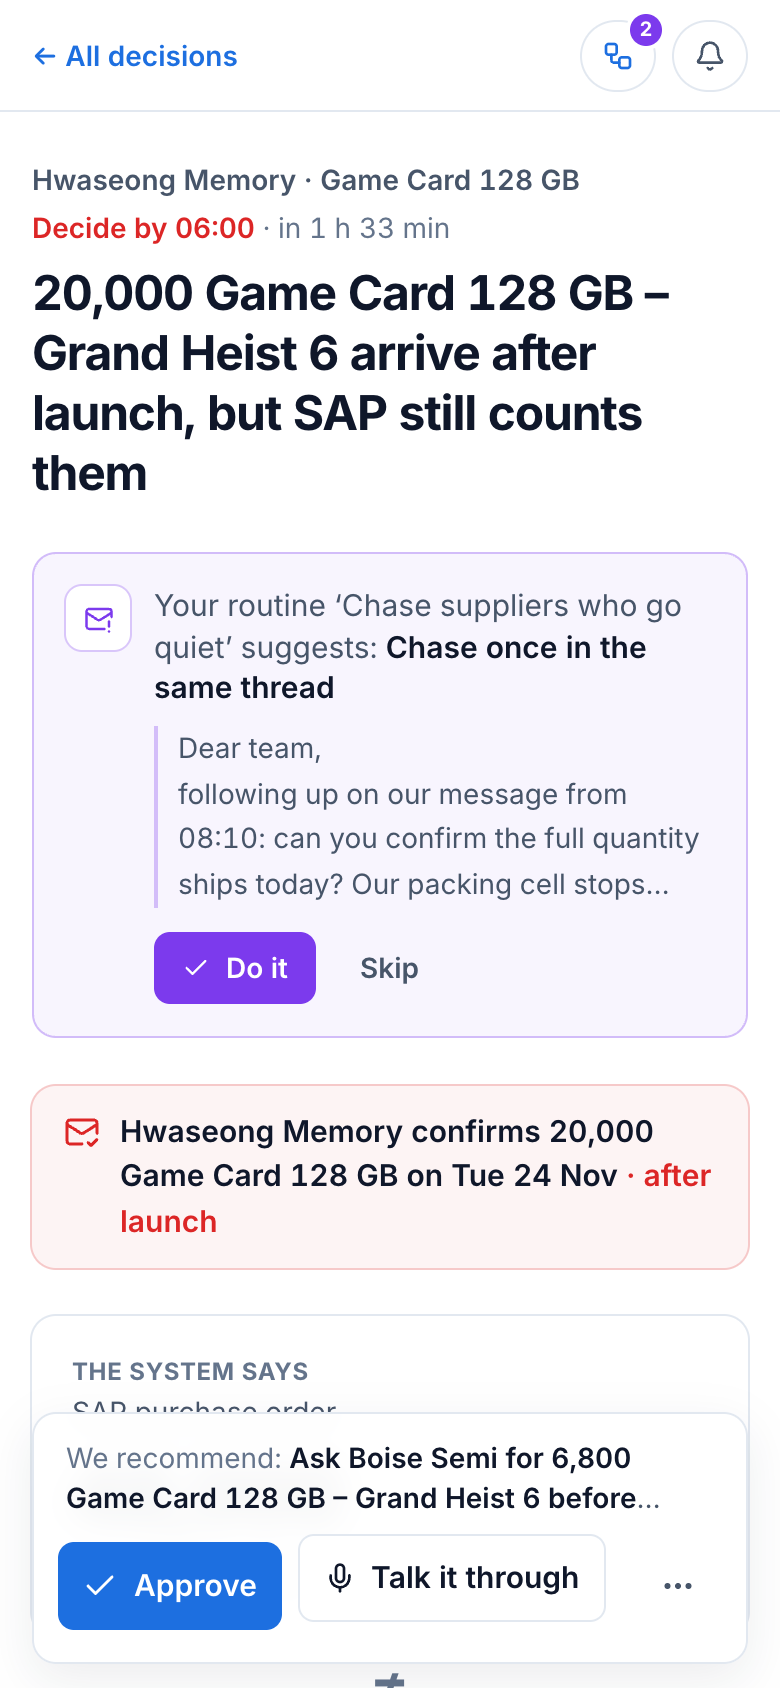 ← All decisions
2
Hwaseong Memory · Game Card 128 GB
Decide by 06:00 · in 1 h 33 min
20,000 Game Card 128 GB –
Grand Heist 6 arrive after
launch, but SAP still counts
them
Your routine ‘Chase suppliers who go
quiet’ suggests: Chase once in the
same thread
Dear team,
following up on our message from
08:10: can you confirm the full quantity
ships today? Our packing cell stops...
Do it
Skip
Hwaseong Memory confirms 20,000
Game Card 128 GB on Tue 24 Nov · after
launch
THE SYSTEM SAYS
SAP purchase order
We recommend: Ask Boise Semi for 6,800
Game Card 128 GB – Grand Heist 6 before...
Approve
Talk it through
...
≠